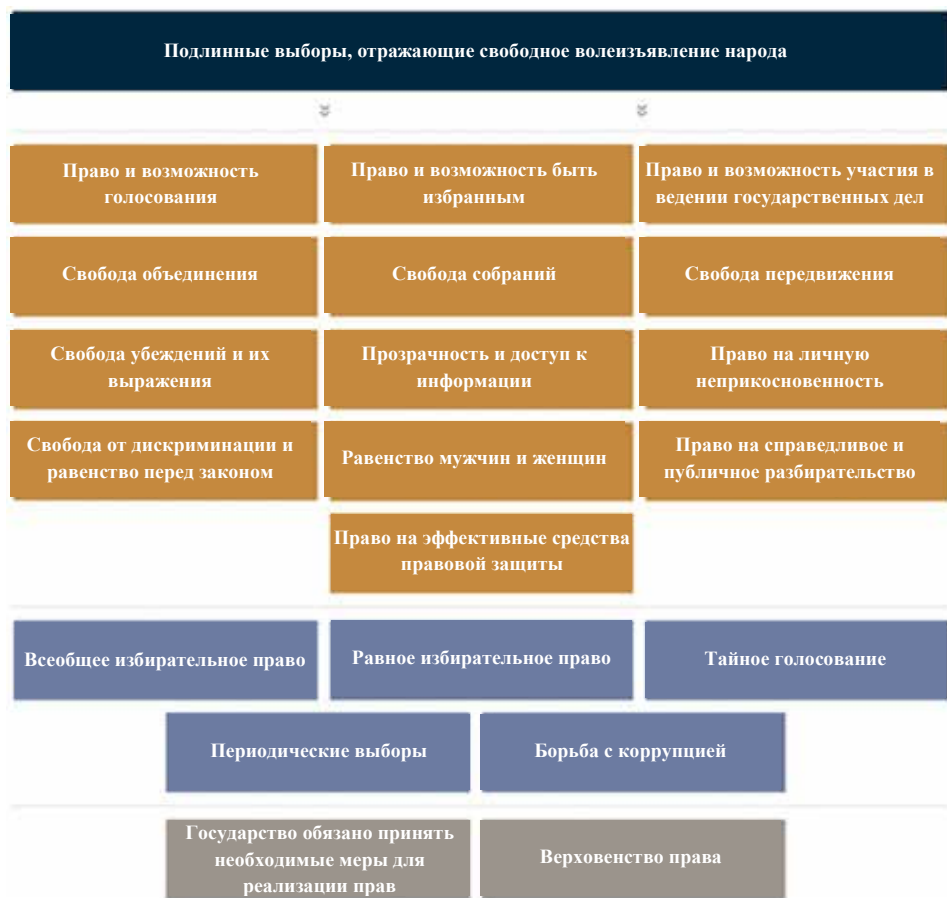 Подлинные выборы, отражающие свободное волеизъявление народа
Право и возможность
голосования
Право и возможность быть
избранным
Право и возможность участия в
ведении государственных дел
Свобода объединения
Свобода собраний
Свобода передвижения
Свобода убеждений и их
выражения
Прозрачность и доступ к
информации
Право на личную
неприкосновенность
Свобода от дискриминации и
равенство перед законом
Равенство мужчин и женщин
Право на справедливое и
публичное разбирательство
Право на эффективные средства
правовой защиты
Всеобщее избирательное право
Равное избирательное право
Тайное голосование
Периодические выборы
Борьба с коррупцией
Государство обязано принять
необходимые меры для
реализации прав
Верховенство права